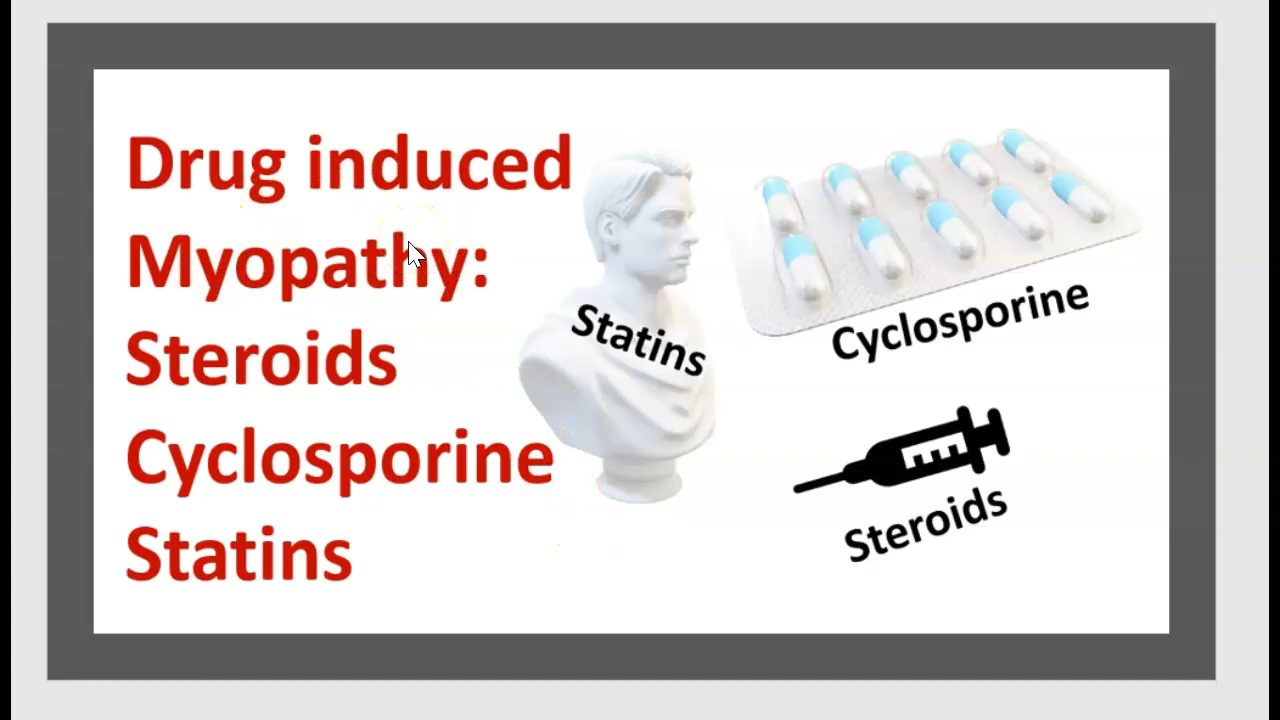 Drug induced
Myopathy:
Steroids
Cyclosporine
Statins
Statins
Cyclosporine
Steroids